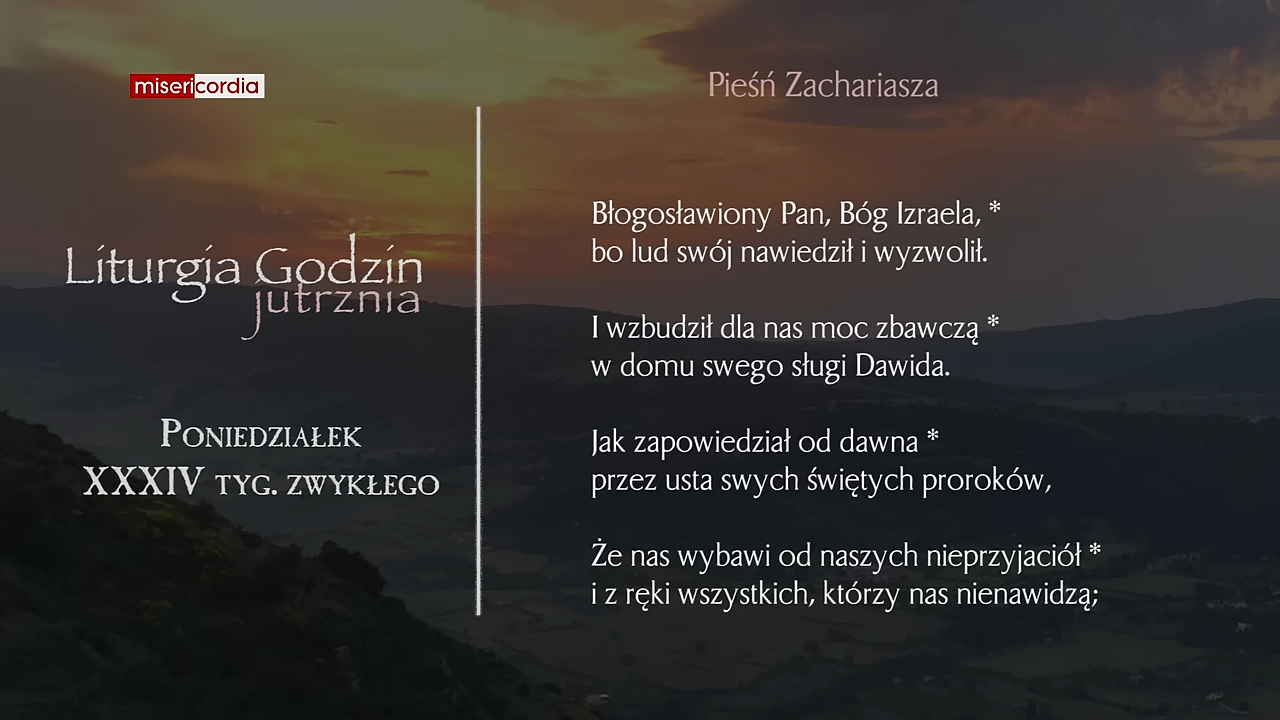 misericordia
Liturgia Godzin
jutrznia
Poniedziałek
XXXIV tyg. zwykłego
Pieśń Zachariasza
Błogosławiony Pan, Bóg Izraela, *
bo lud swój nawiedził i wyzwolił.
I wzbudził dla nas moc zbawczą *
w domu swego sługi Dawida.
Jak zapowiedział od dawna *
przez usta swych świętych proroków,
Że nas wybawi od naszych nieprzyjaciół *
i z ręki wszystkich, którzy nas nienawidzą;